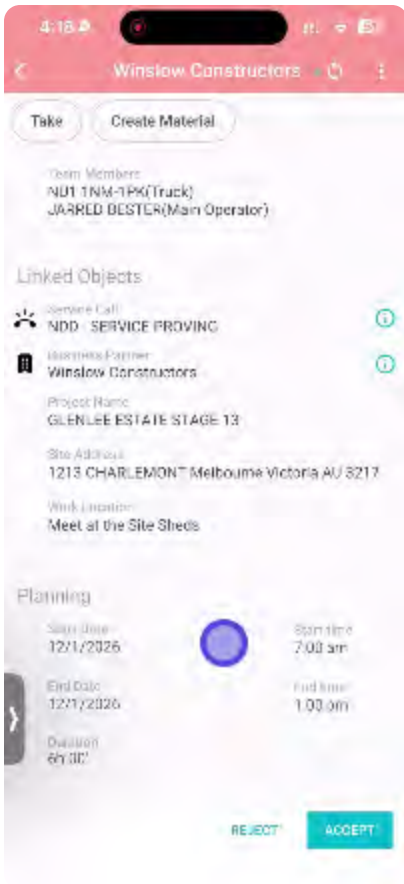 4:18
Winslow Constructors
Take
Create Material
Team Members
ND1 1NM-1PK(Truck)
JARRED BESTER(Main Operator)
Linked Objects
Service Call
NDD - SERVICE PROVING
Business Partner
Winslow Constructors
Project Name
GLENLEE ESTATE STAGE 13
Site Address
1213 CHARLEMONT Melbourne Victoria AU 3217
Work Location
Meet at the Site Sheds
Planning
Start Date
Start time
12/1/2026
7:00 am
End Date
End time
12/1/2026
1:00 pm
Duration
6h 00'
REJECT
ACCEPT